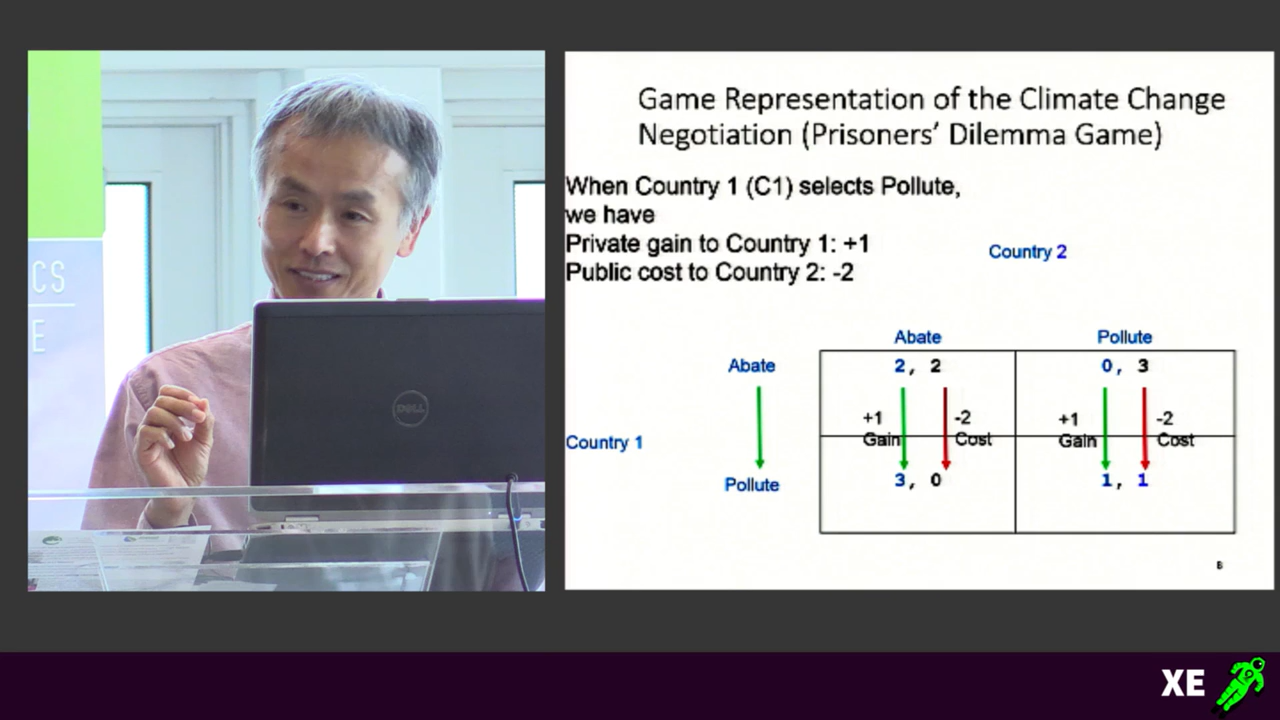 CS
E
DELL
Game Representation of the Climate Change
Negotiation (Prisoners’ Dilemma Game)
When Country 1 (C1) selects Pollute,
we have
Private gain to Country 1: +1
Public cost to Country 2: -2
Country 2
Abate Pollute
Abate 2, 2 0, 3
+1 -2 +1 -2
Gain Cost Gain Cost
Country 1
Pollute 3, 0 1, 1
XE